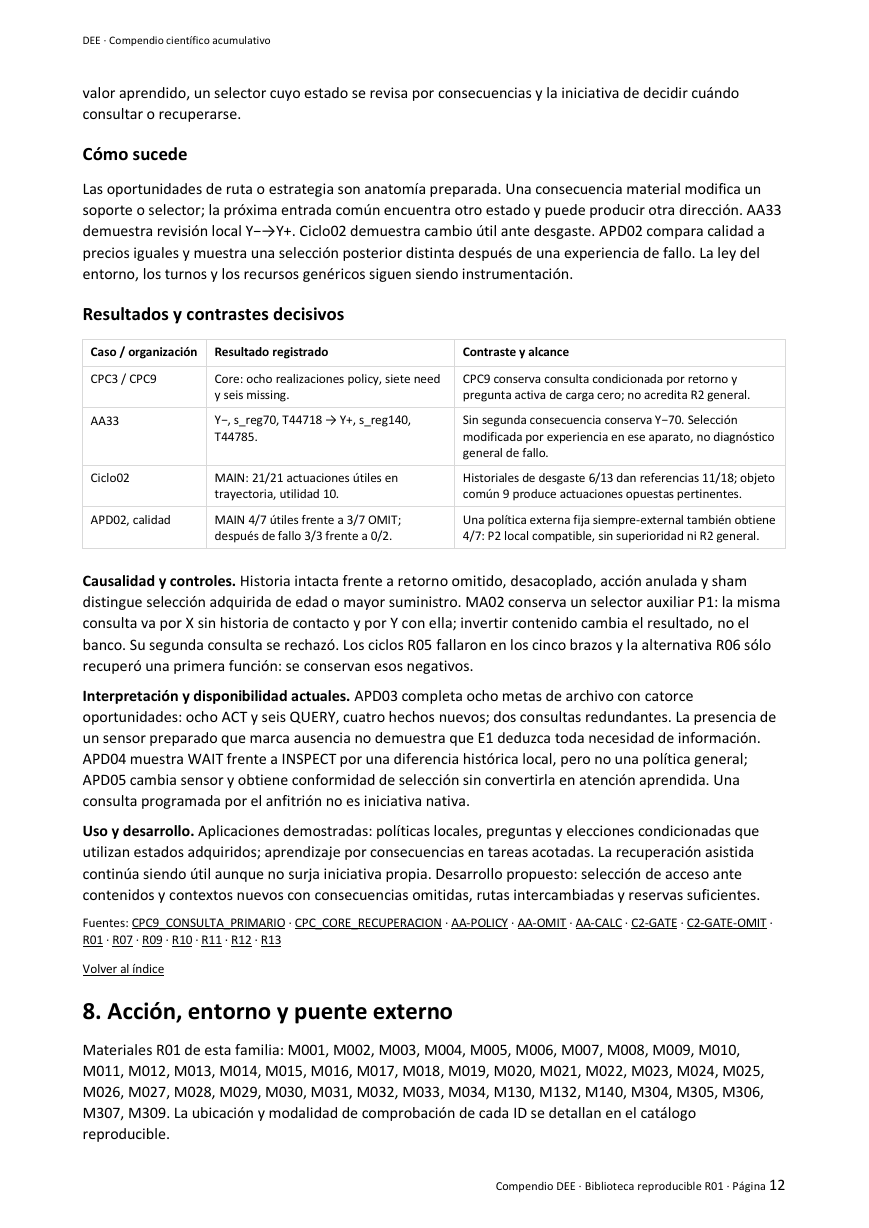 DEE · Compendio científico acumulativo
valor aprendido, un selector cuyo estado se revisa por consecuencias y la iniciativa de decidir cuándo
consultar o recuperarse.
Cómo sucede
Las oportunidades de ruta o estrategia son anatomía preparada. Una consecuencia material modifica un
soporte o selector; la próxima entrada común encuentra otro estado y puede producir otra dirección. AA33
demuestra revisión local Y−→Y+. Ciclo02 demuestra cambio útil ante desgaste. APD02 compara calidad a
precios iguales y muestra una selección posterior distinta después de una experiencia de fallo. La ley del
entorno, los turnos y los recursos genéricos siguen siendo instrumentación.
Resultados y contrastes decisivos
Caso / organización Resultado registrado Contraste y alcance
CPC3 / CPC9
Core: ocho realizaciones policy, siete need
y seis missing.
CPC9 conserva consulta condicionada por retorno y
pregunta activa de carga cero; no acredita R2 general.
AA33
Y−, s_reg70, T44718 → Y+, s_reg140,
T44785.
Sin segunda consecuencia conserva Y−70. Selección
modificada por experiencia en ese aparato, no diagnóstico
general de fallo.
Ciclo02
MAIN: 21/21 actuaciones útiles en
trayectoria, utilidad 10.
Historiales de desgaste 6/13 dan referencias 11/18; objeto
común 9 produce actuaciones opuestas pertinentes.
APD02, calidad
MAIN 4/7 útiles frente a 3/7 OMIT;
después de fallo 3/3 frente a 0/2.
Una política externa fija siempre-external también obtiene
4/7: P2 local compatible, sin superioridad ni R2 general.
Causalidad y controles. Historia intacta frente a retorno omitido, desacoplado, acción anulada y sham
distingue selección adquirida de edad o mayor suministro. MA02 conserva un selector auxiliar P1: la misma
consulta va por X sin historia de contacto y por Y con ella; invertir contenido cambia el resultado, no el
banco. Su segunda consulta se rechazó. Los ciclos R05 fallaron en los cinco brazos y la alternativa R06 sólo
recuperó una primera función: se conservan esos negativos.
Interpretación y disponibilidad actuales. APD03 completa ocho metas de archivo con catorce
oportunidades: ocho ACT y seis QUERY, cuatro hechos nuevos; dos consultas redundantes. La presencia de
un sensor preparado que marca ausencia no demuestra que E1 deduzca toda necesidad de información.
APD04 muestra WAIT frente a INSPECT por una diferencia histórica local, pero no una política general;
APD05 cambia sensor y obtiene conformidad de selección sin convertirla en atención aprendida. Una
consulta programada por el anfitrión no es iniciativa nativa.
Uso y desarrollo. Aplicaciones demostradas: políticas locales, preguntas y elecciones condicionadas que
utilizan estados adquiridos; aprendizaje por consecuencias en tareas acotadas. La recuperación asistida
continúa siendo útil aunque no surja iniciativa propia. Desarrollo propuesto: selección de acceso ante
contenidos y contextos nuevos con consecuencias omitidas, rutas intercambiadas y reservas suficientes.
Fuentes: CPC9_CONSULTA_PRIMARIO · CPC_CORE_RECUPERACION · AA-POLICY · AA-OMIT · AA-CALC · C2-GATE · C2-GATE-OMIT ·
R01 · R07 · R09 · R10 · R11 · R12 · R13
Volver al índice
8. Acción, entorno y puente externo
Materiales R01 de esta familia: M001, M002, M003, M004, M005, M006, M007, M008, M009, M010,
M011, M012, M013, M014, M015, M016, M017, M018, M019, M020, M021, M022, M023, M024, M025,
M026, M027, M028, M029, M030, M031, M032, M033, M034, M130, M132, M140, M304, M305, M306,
M307, M309. La ubicación y modalidad de comprobación de cada ID se detallan en el catálogo
reproducible.
Compendio DEE · Biblioteca reproducible R01 · Página 12